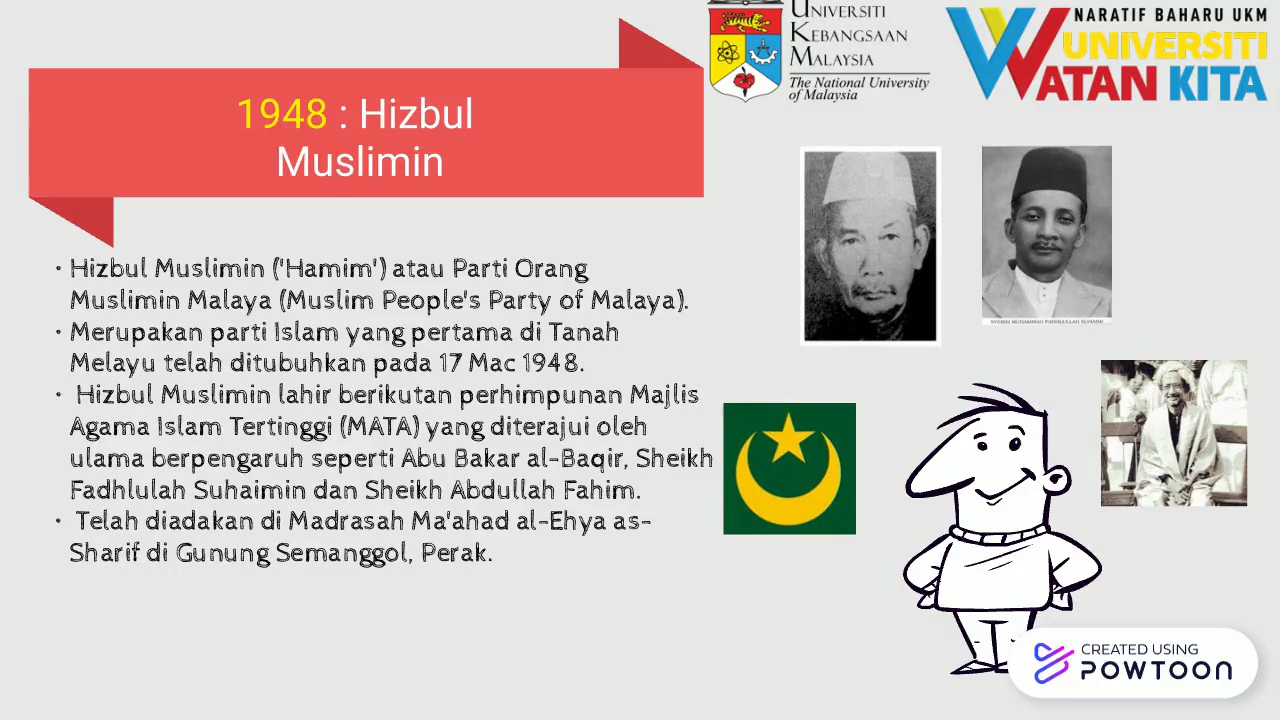 UNIVERSITI
KEBANGSAAN
MALAYSIA
The National University
of Malaysia
NARATIF BAHARU UKM
UNIVERSITI
WATAN KITA
1948 : Hizbul
Muslimin
• Hizbul Muslimin ('Hamim') atau Parti Orang
Muslimin Malaya (Muslim People's Party of Malaya).
• Merupakan parti Islam yang pertama di Tanah
Melayu telah ditubuhkan pada 17 Mac 1948.
• Hizbul Muslimin lahir berikutan perhimpunan Majlis
Agama Islam Tertinggi (MATA) yang diterajui oleh
ulama berpengaruh seperti Abu Bakar al-Baqir, Sheikh
Fadhlulah Suhaimin dan Sheikh Abdullah Fahim.
• Telah diadakan di Madrasah Ma'ahad al-Ehya as-
Sharif di Gunung Semanggol, Perak.
SYEIKH MUHAMMAD FADHLULLAH SUHAIMI
CREATED USING
POWTOON